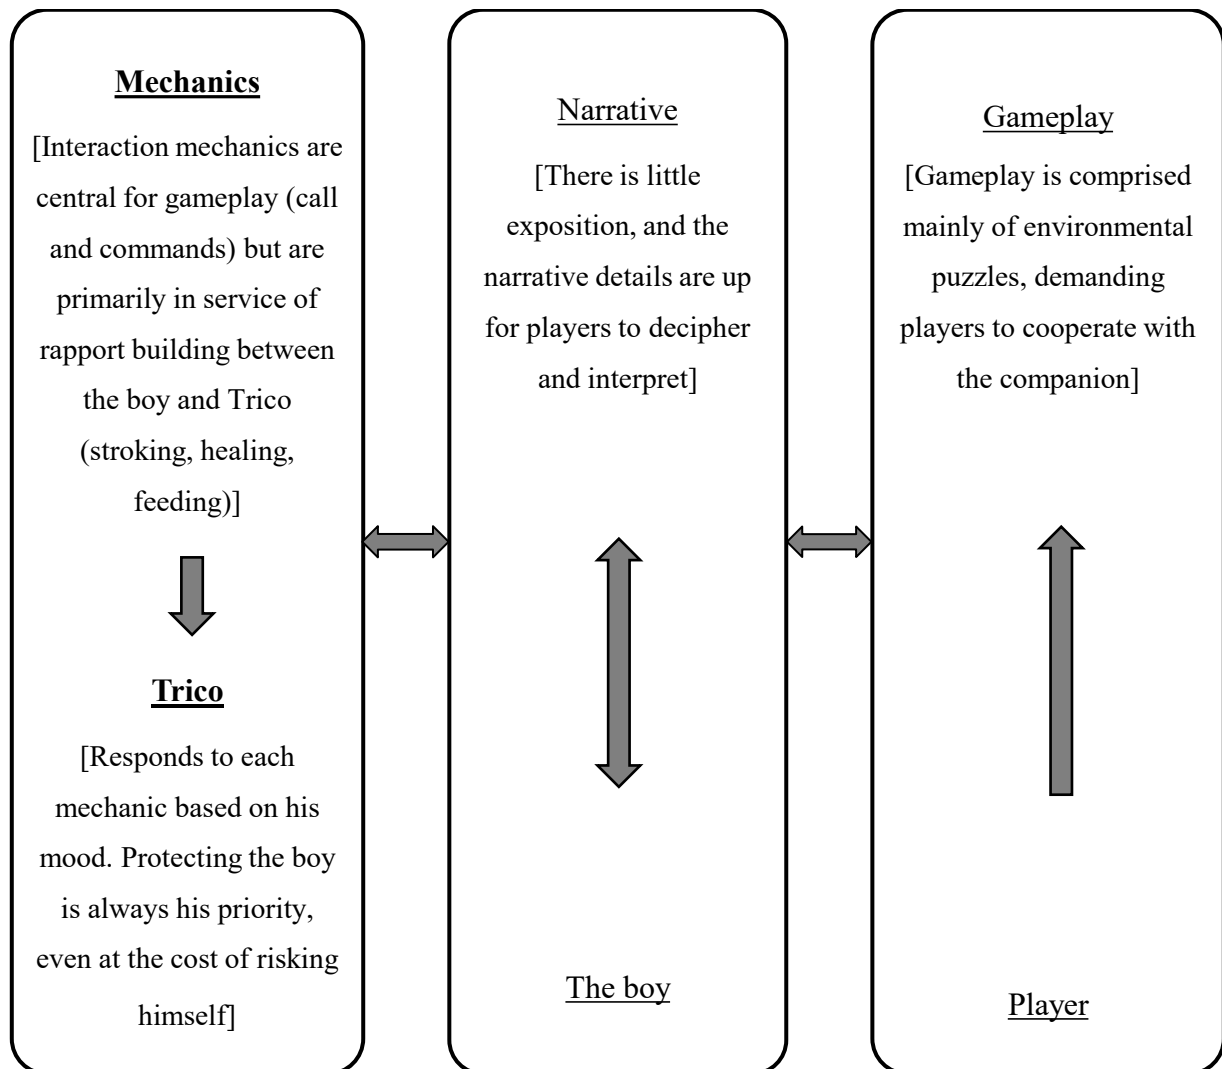 Mechanics
[Interaction mechanics are
central for gameplay (call
and commands) but are
primarily in service of
rapport building between
the boy and Trico
(stroking, healing,
feeding)]
Trico
[Responds to each
mechanic based on his
mood. Protecting the boy
is always his priority,
even at the cost of risking
himself]
Narrative
[There is little
exposition, and the
narrative details are up
for players to decipher
and interpret]
The boy
Gameplay
[Gameplay is comprised
mainly of environmental
puzzles, demanding
players to cooperate with
the companion]
Player